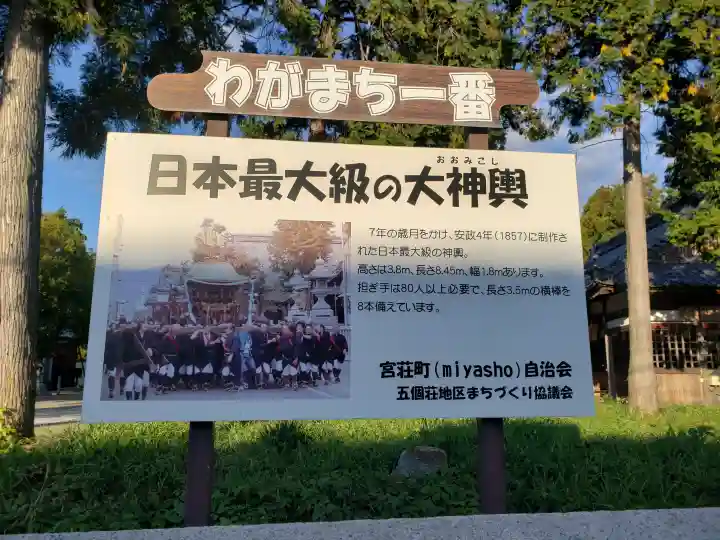 わがまち一番
おおみこし
日本最大級の大神輿
7年の歳月をかけ、安政4年(1857)に制作さ
れた日本最大級の神輿。
高さは3.8m、長さ8.45m、幅1.8mあります。
担ぎ手は80人以上必要で、長さ3.5mの横棒を
8本備えています。
宮荘町(miyasho)自治会
五個荘地区まちづくり協議会